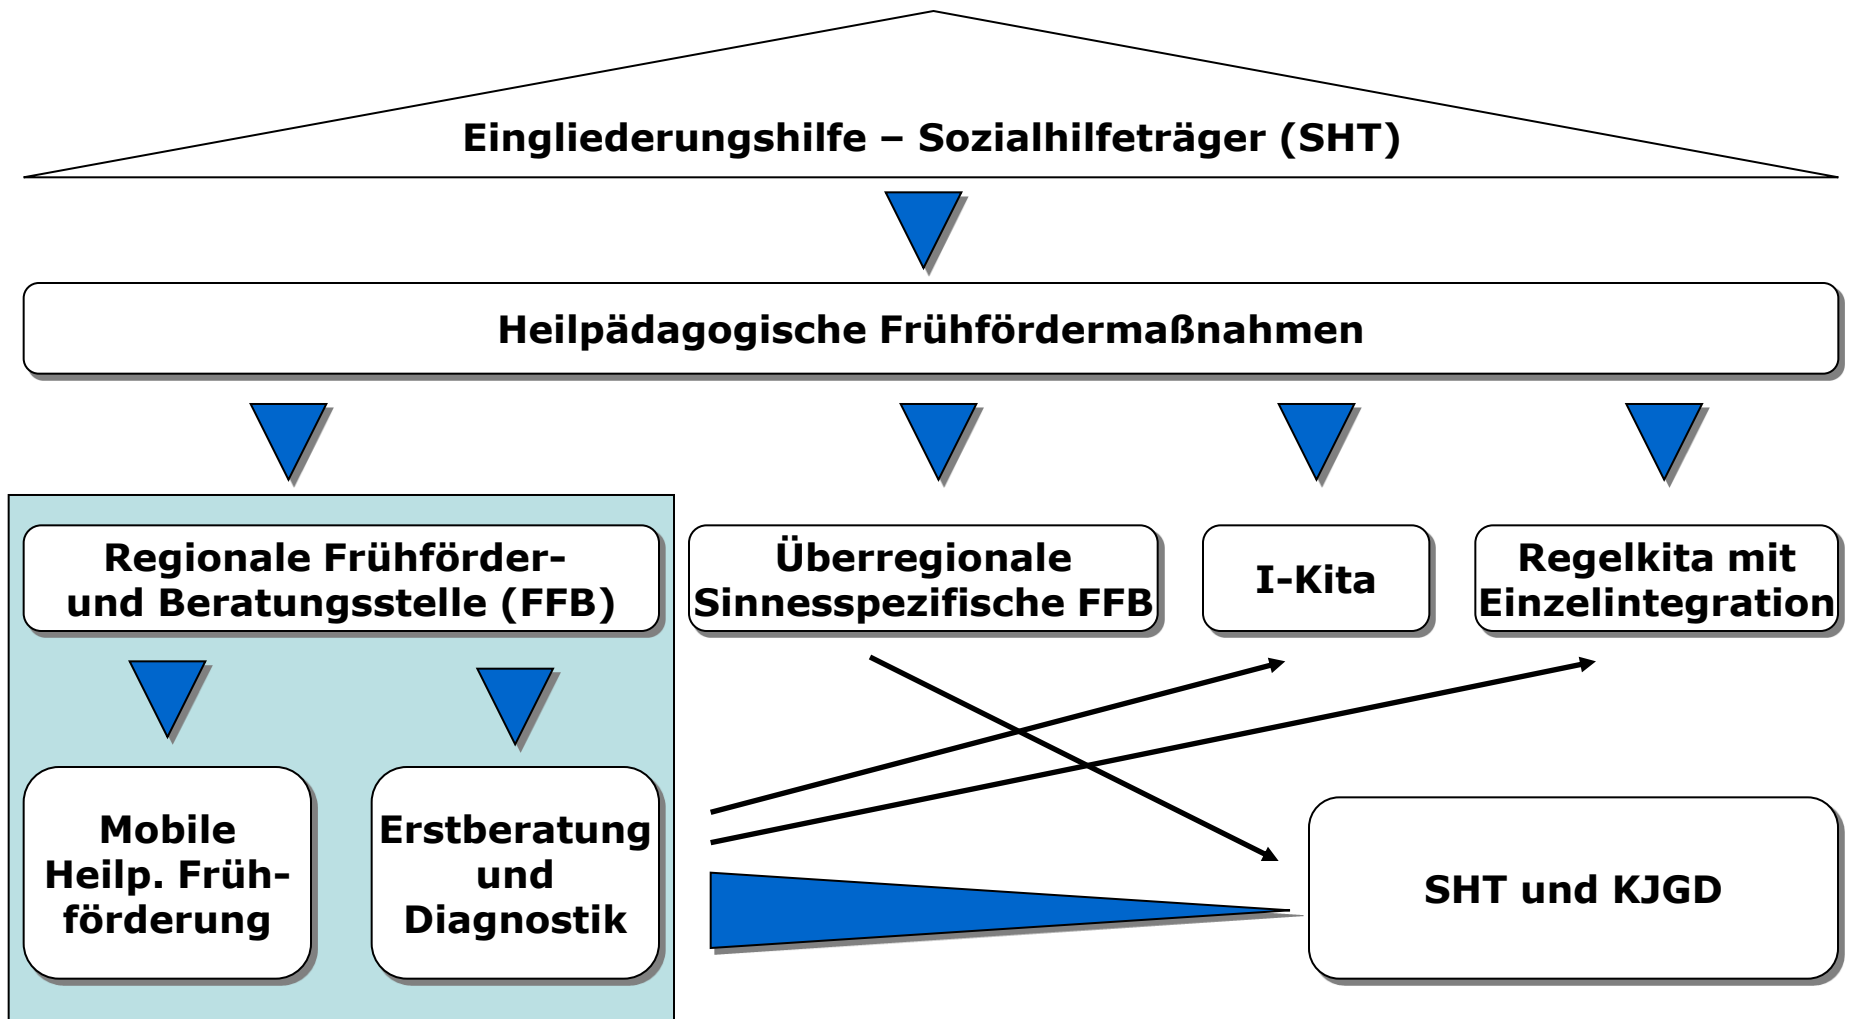 Eingliederungshilfe – Sozialhilfeträger (SHT)
Heilpädagogische Frühfördermaßnahmen
Regionale Frühförder-
und Beratungsstelle (FFB)
Überregionale
Sinnesspezifische FFB
I-Kita
Regelkita mit
Einzelintegration
Mobile
Heilp. Früh-
förderung
Erstberatung
und
Diagnostik
SHT und KJGD